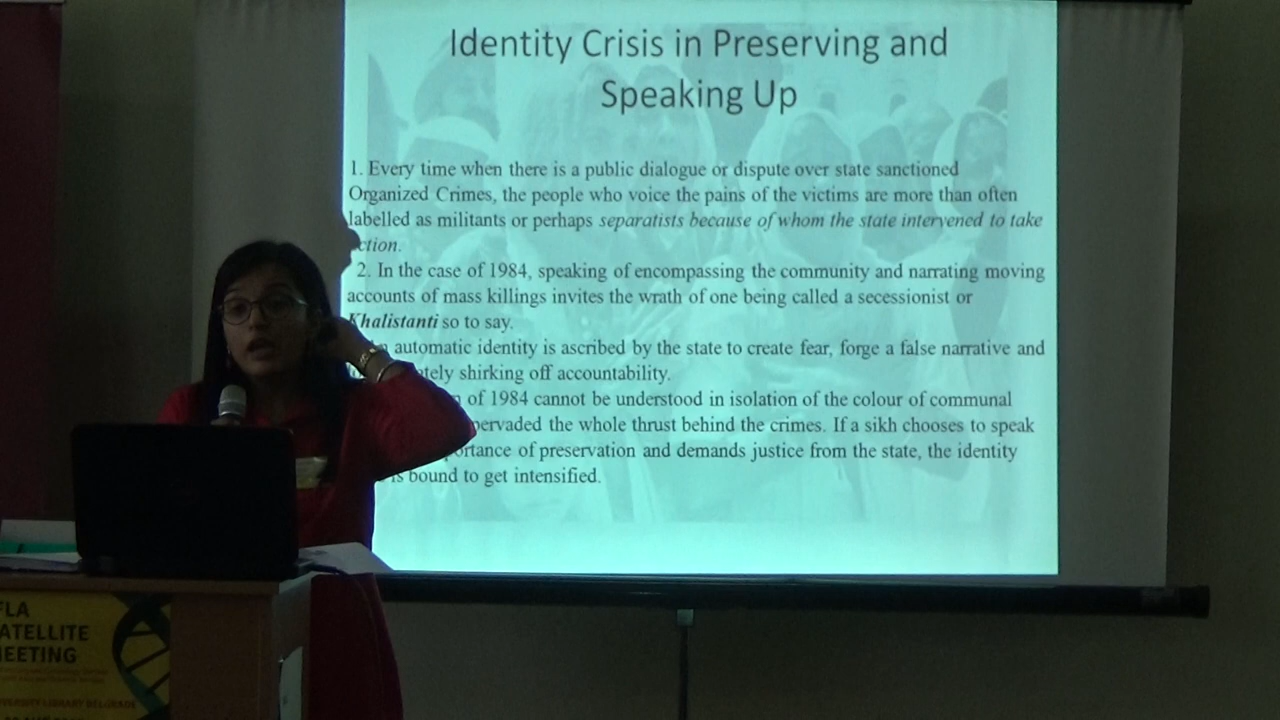 Identity Crisis in Preserving and
Speaking Up
1. Every time when there is a public dialogue or dispute over state sanctioned
Organized Crimes, the people who voice the pains of the victims are more than often
labelled as militants or perhaps separatists because of whom the state intervened to take
ction.
2. In the case of 1984, speaking of encompassing the community and narrating moving
accounts of mass killings invites the wrath of one being called a secessionist or
Khalistanti so to say.
automatic identity is ascribed by the state to create fear, forge a false narrative and
tely shirking off accountability.
of 1984 cannot be understood in isolation of the colour of communal
pervaded the whole thrust behind the crimes. If a sikh chooses to speak
ortance of preservation and demands justice from the state, the identity
is bound to get intensified.
FLA
ATELLITE
EETING
VERSITY LIBRARY BELGRADE